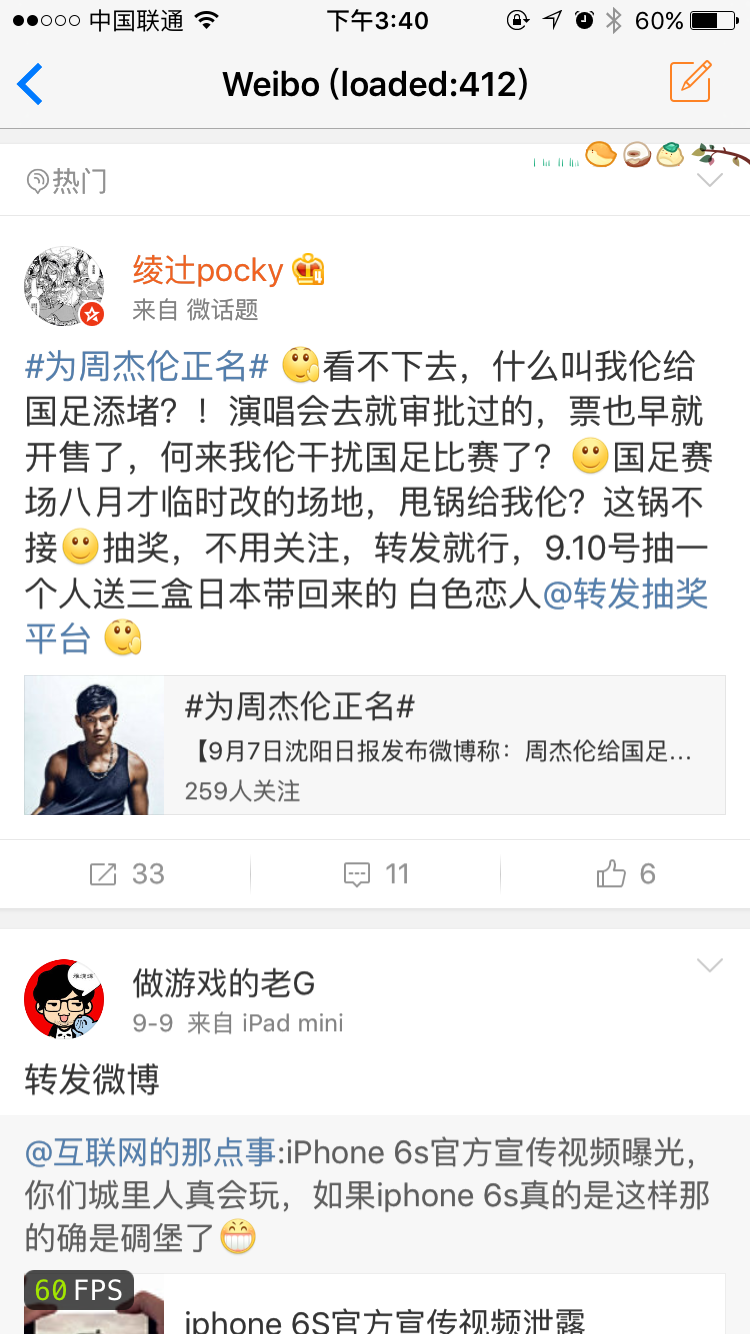 中国联通 下午3:40 60%
Weibo (loaded:412)
热门
绫辻pocky
来自 微话题
#为周杰伦正名# 看不下去，什么叫我伦给
国足添堵？！演唱会去就审批过的，票也早就
开售了，何来我伦干扰国足比赛了？国足赛
场八月才临时改的场地，甩锅给我伦？这锅不
接抽奖，不用关注，转发就行，9.10号抽一
个人送三盒日本带回来的 白色恋人@转发抽奖
平台
#为周杰伦正名#
【9月7日沈阳日报发布微博称：周杰伦给国足...
259人关注
33 11 6
做游戏的老G
9-9 来自 iPad mini
转发微博
@互联网的那点事:iPhone 6s官方宣传视频曝光，
你们城里人真会玩，如果iphone 6s真的是这样那
的确是碉堡了
60 FPS
iphone 6S官方宣传视频泄露